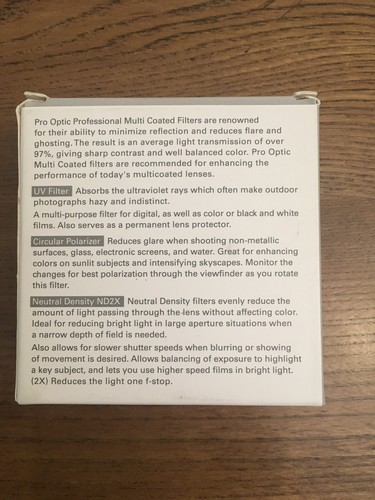 Pro Optic Professional Multi Coated Filters are renowned
for their ability to minimize reflection and reduces flare and
ghosting. The result is an average light transmission of over
97%, giving sharp contrast and well balanced color. Pro Optic
Multi Coated filters are recommended for enhancing the
performance of today's multicoated lenses.
UV Filter Absorbs the ultraviolet rays which often make outdoor
photographs hazy and indistinct.
A multi-purpose filter for digital, as well as color or black and white
films. Also serves as a permanent lens protector.
Circular Polarizer Reduces glare when shooting non-metallic
surfaces, glass, electronic screens, and water. Great for enhancing
colors on sunlit subjects and intensifying skyscapes. Monitor the
changes for best polarization through the viewfinder as you rotate
this filter.
Neutral Density ND2X Neutral Density filters evenly reduce the
amount of light passing through the lens without affecting color.
Ideal for reducing bright light in large aperture situations when
a narrow depth of field is needed.
Also allows for slower shutter speeds when blurring or showing
of movement is desired. Allows balancing of exposure to highlight
a key subject, and lets you use higher speed films in bright light.
(2X) Reduces the light one f-stop.